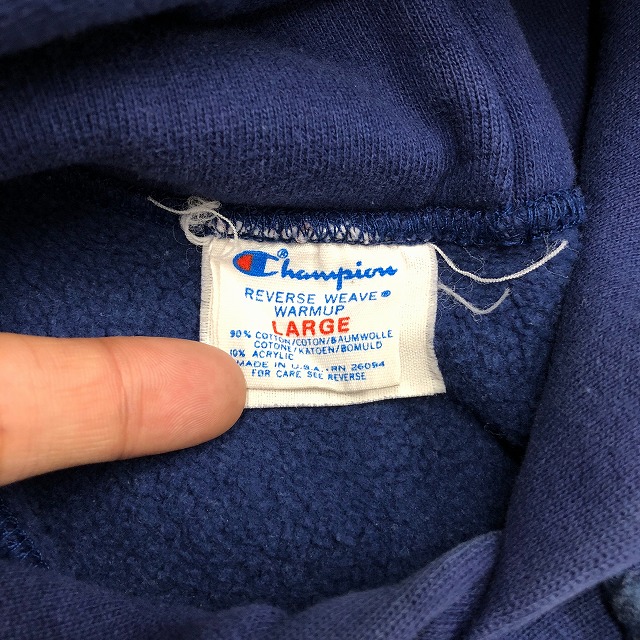 Champion
REVERSE WEAVE®
WARMUP
LARGE
90% COTTON/COTON/BAUMWOLLE
COTONE/KATOEN/BOMULD
10% ACRYLIC
MADE IN U.S.A. RN 26094
FOR CARE SEE REVERSE